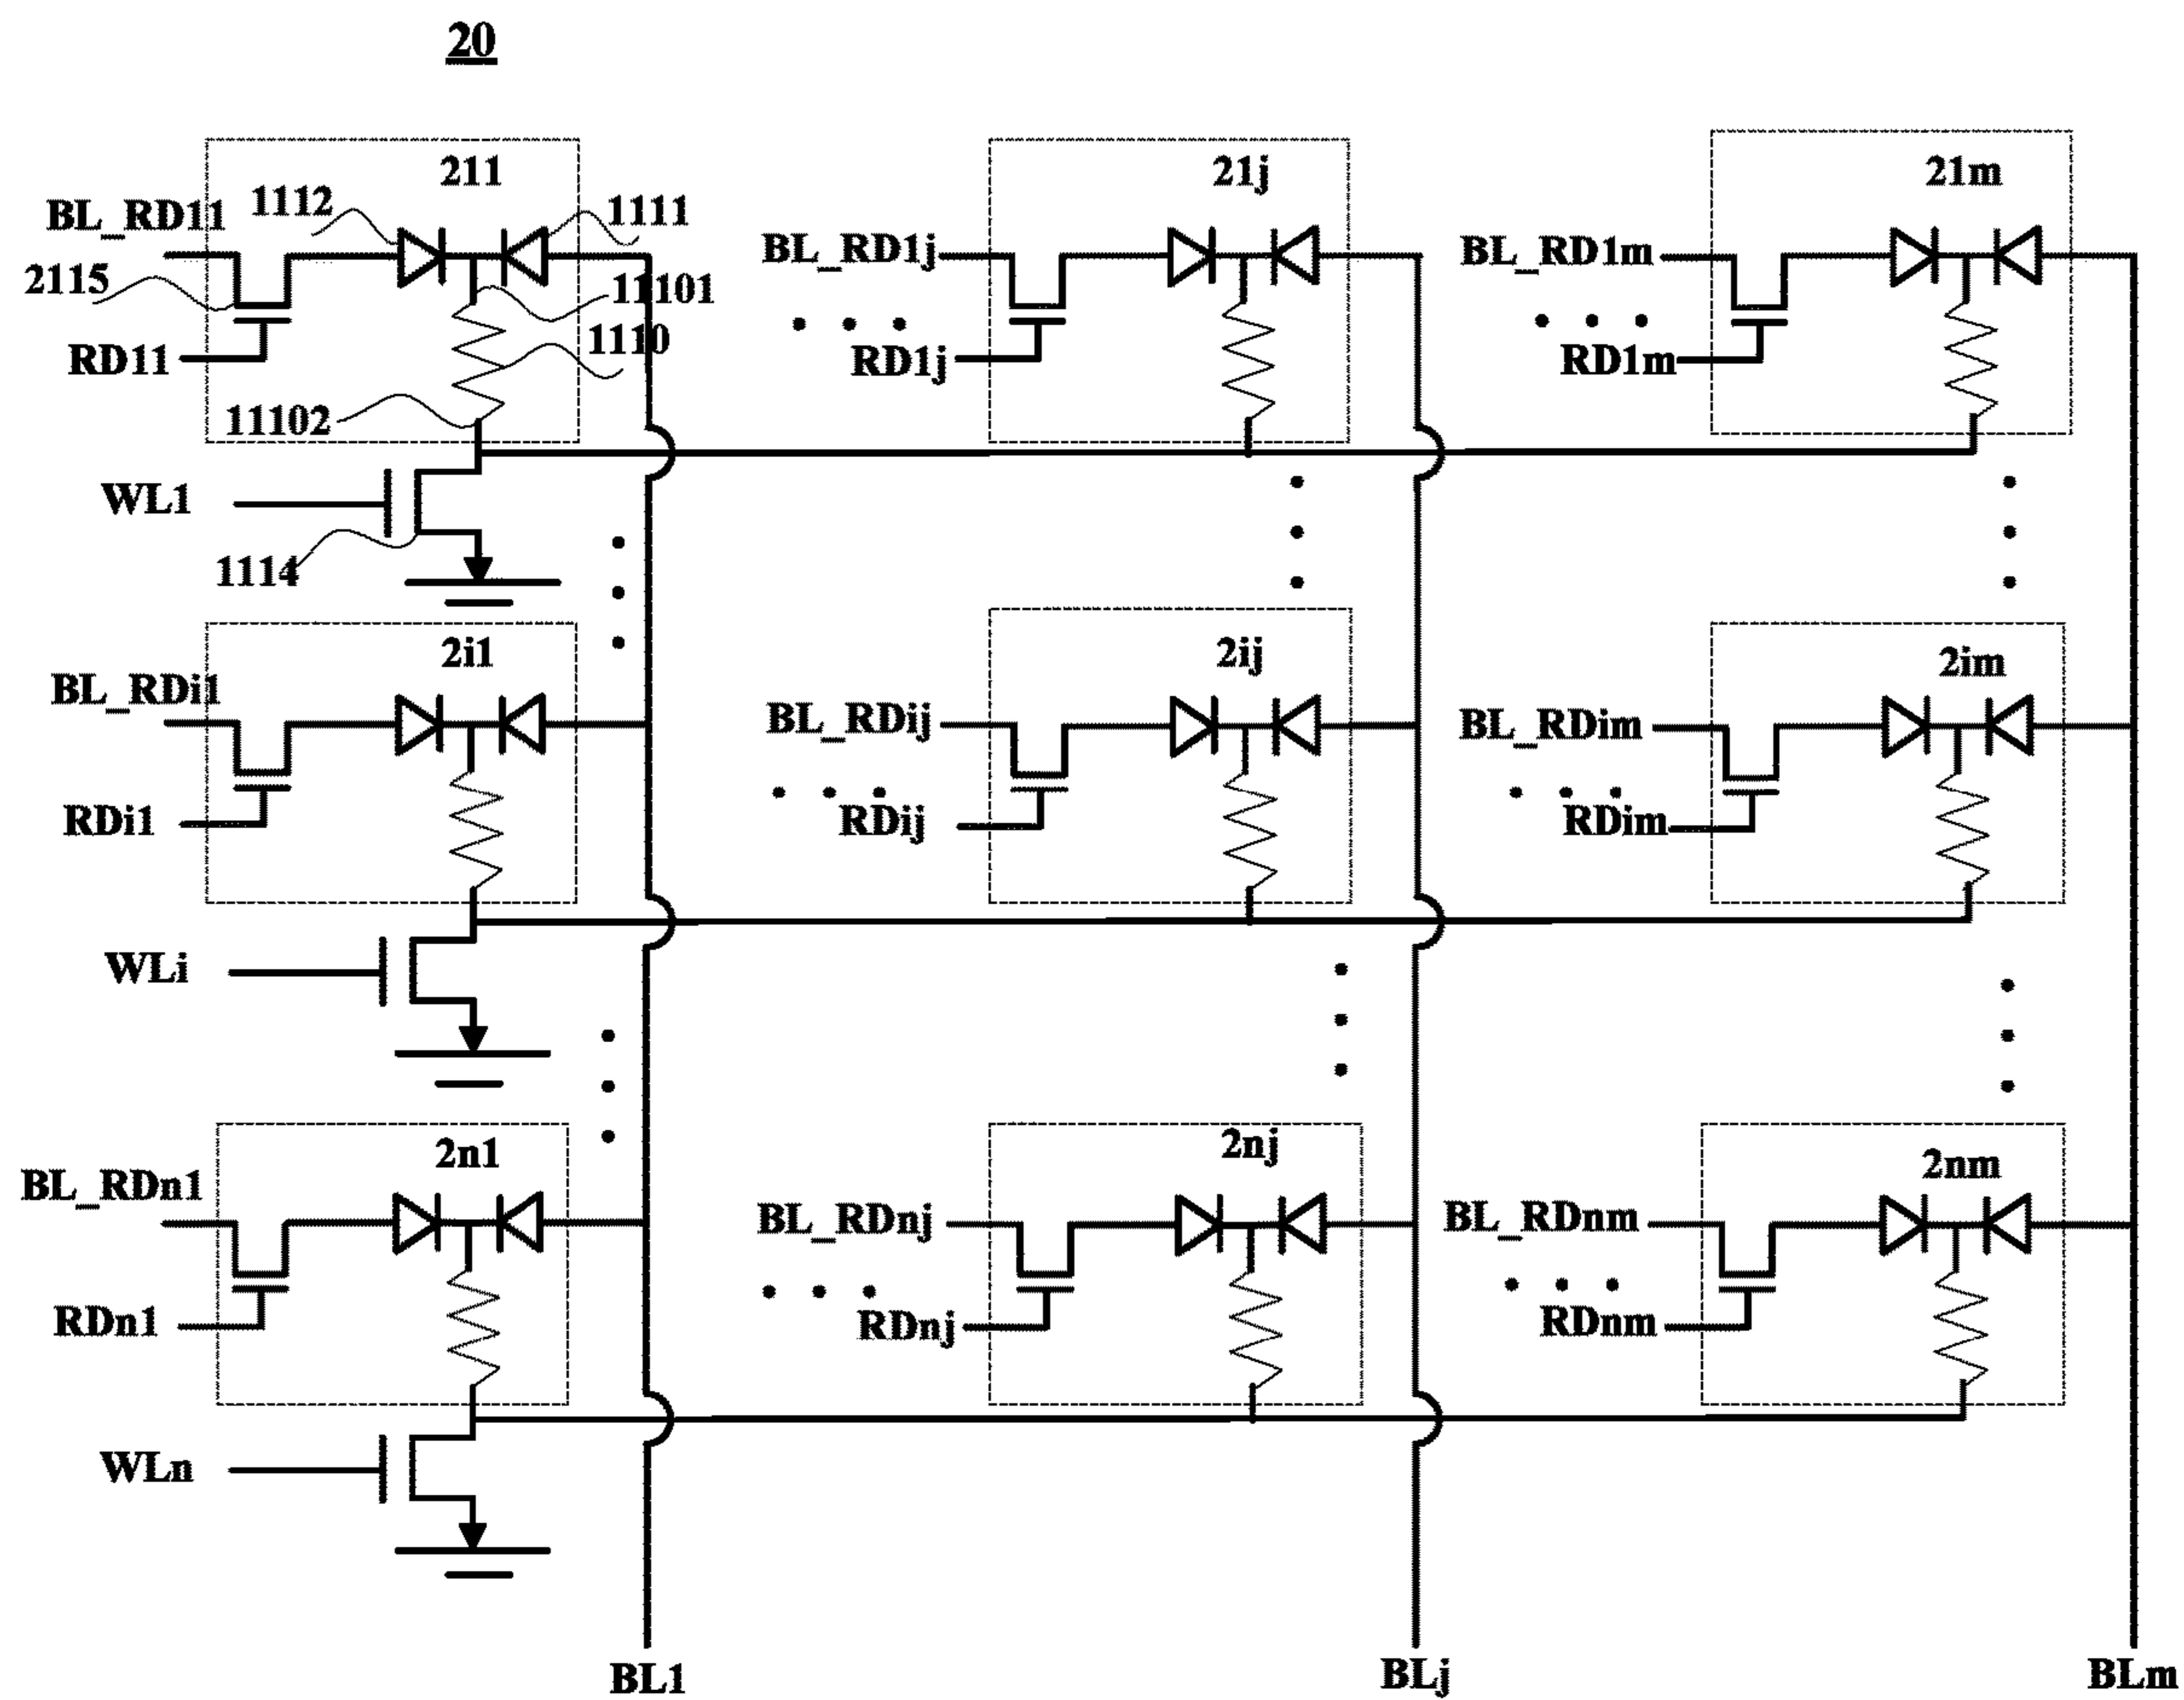 20
211
21j
21m
1112
1111
BL_RD11
BL_RD1j
BL_RD1m
2115
11101
1110
RD11
RD1j
RD1m
11102
WL1
1114
2i1
2ij
2im
BL_RDi1
BL_RDij
BL_RDim
RDi1
RDij
RDim
WLi
2n1
2nj
2nm
BL_RDn1
BL_RDnj
BL_RDnm
RDn1
RDnj
RDnm
WLn
BL1
BLj
BLm